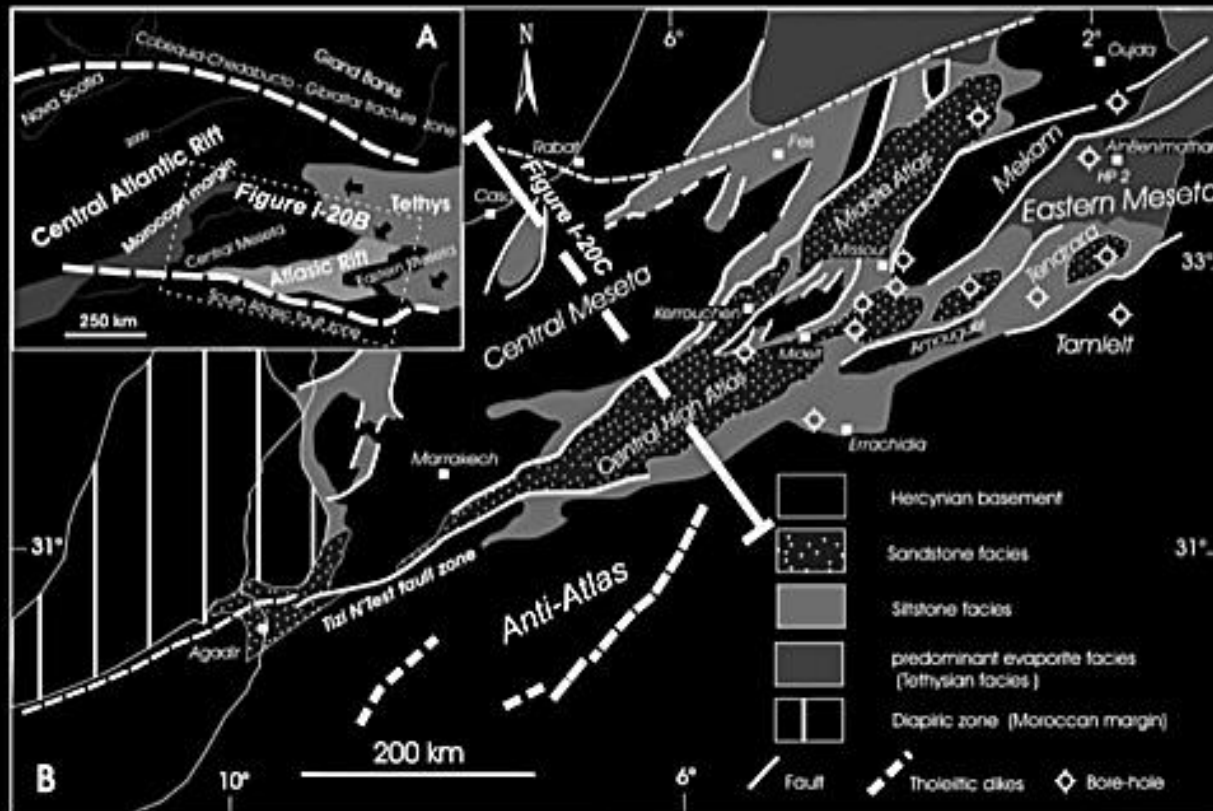 A
N
6°
2°
Oujda
Cobequid-Chedabucto - Gibraltar fracture zone
Grand Banks
Nova Scotia
Central Atlantic Rift
Moroccan margin
Figure I-20B
Tethys
Central Meseta
Atlasic Rift
Eastern Meseta
South Atlasic fault zone
250 km
Rabat
Fes
Casa
Figure I-20C
Middle Atlas
Mekam
HP 2
Eastern Meseta
Missour
Tendrara
33°
Central Meseta
Kerrouchen
Midelt
Tamlelt
Central High Atlas
Errachidia
Marrakech
31°
31°
Tizi N'Test fault zone
Anti-Atlas
Agadir
Hercynian basement
Sandstone facies
Siltstone facies
predominant evaporite facies
(Tethysian facies)
Diapiric zone (Moroccan margin)
200 km
B
10°
6°
Fault
Tholeiitic dikes
Bore-hole